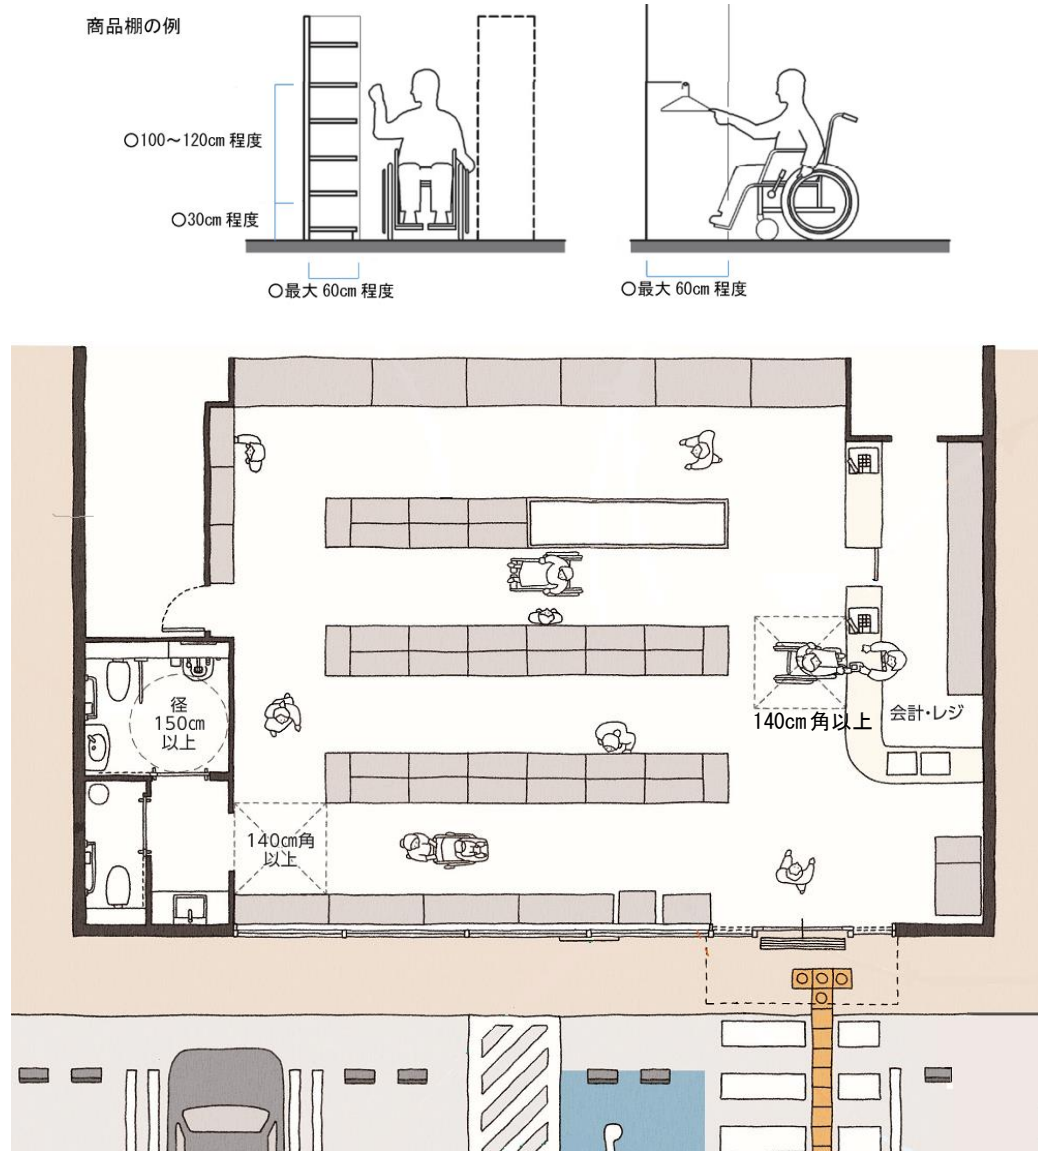 商品棚の例
○100～120cm 程度
○30cm 程度
○最大 60cm 程度
○最大 60cm 程度
径
150cm
以上
140cm 角以上
会計・レジ
140cm角
以上